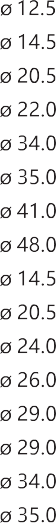 ø 12.5
ø 14.5
ø 20.5
ø 22.0
ø 34.0
ø 35.0
ø 41.0
ø 48.0
ø 14.5
ø 20.5
ø 24.0
ø 26.0
ø 29.0
ø 29.0
ø 34.0
ø 35.0